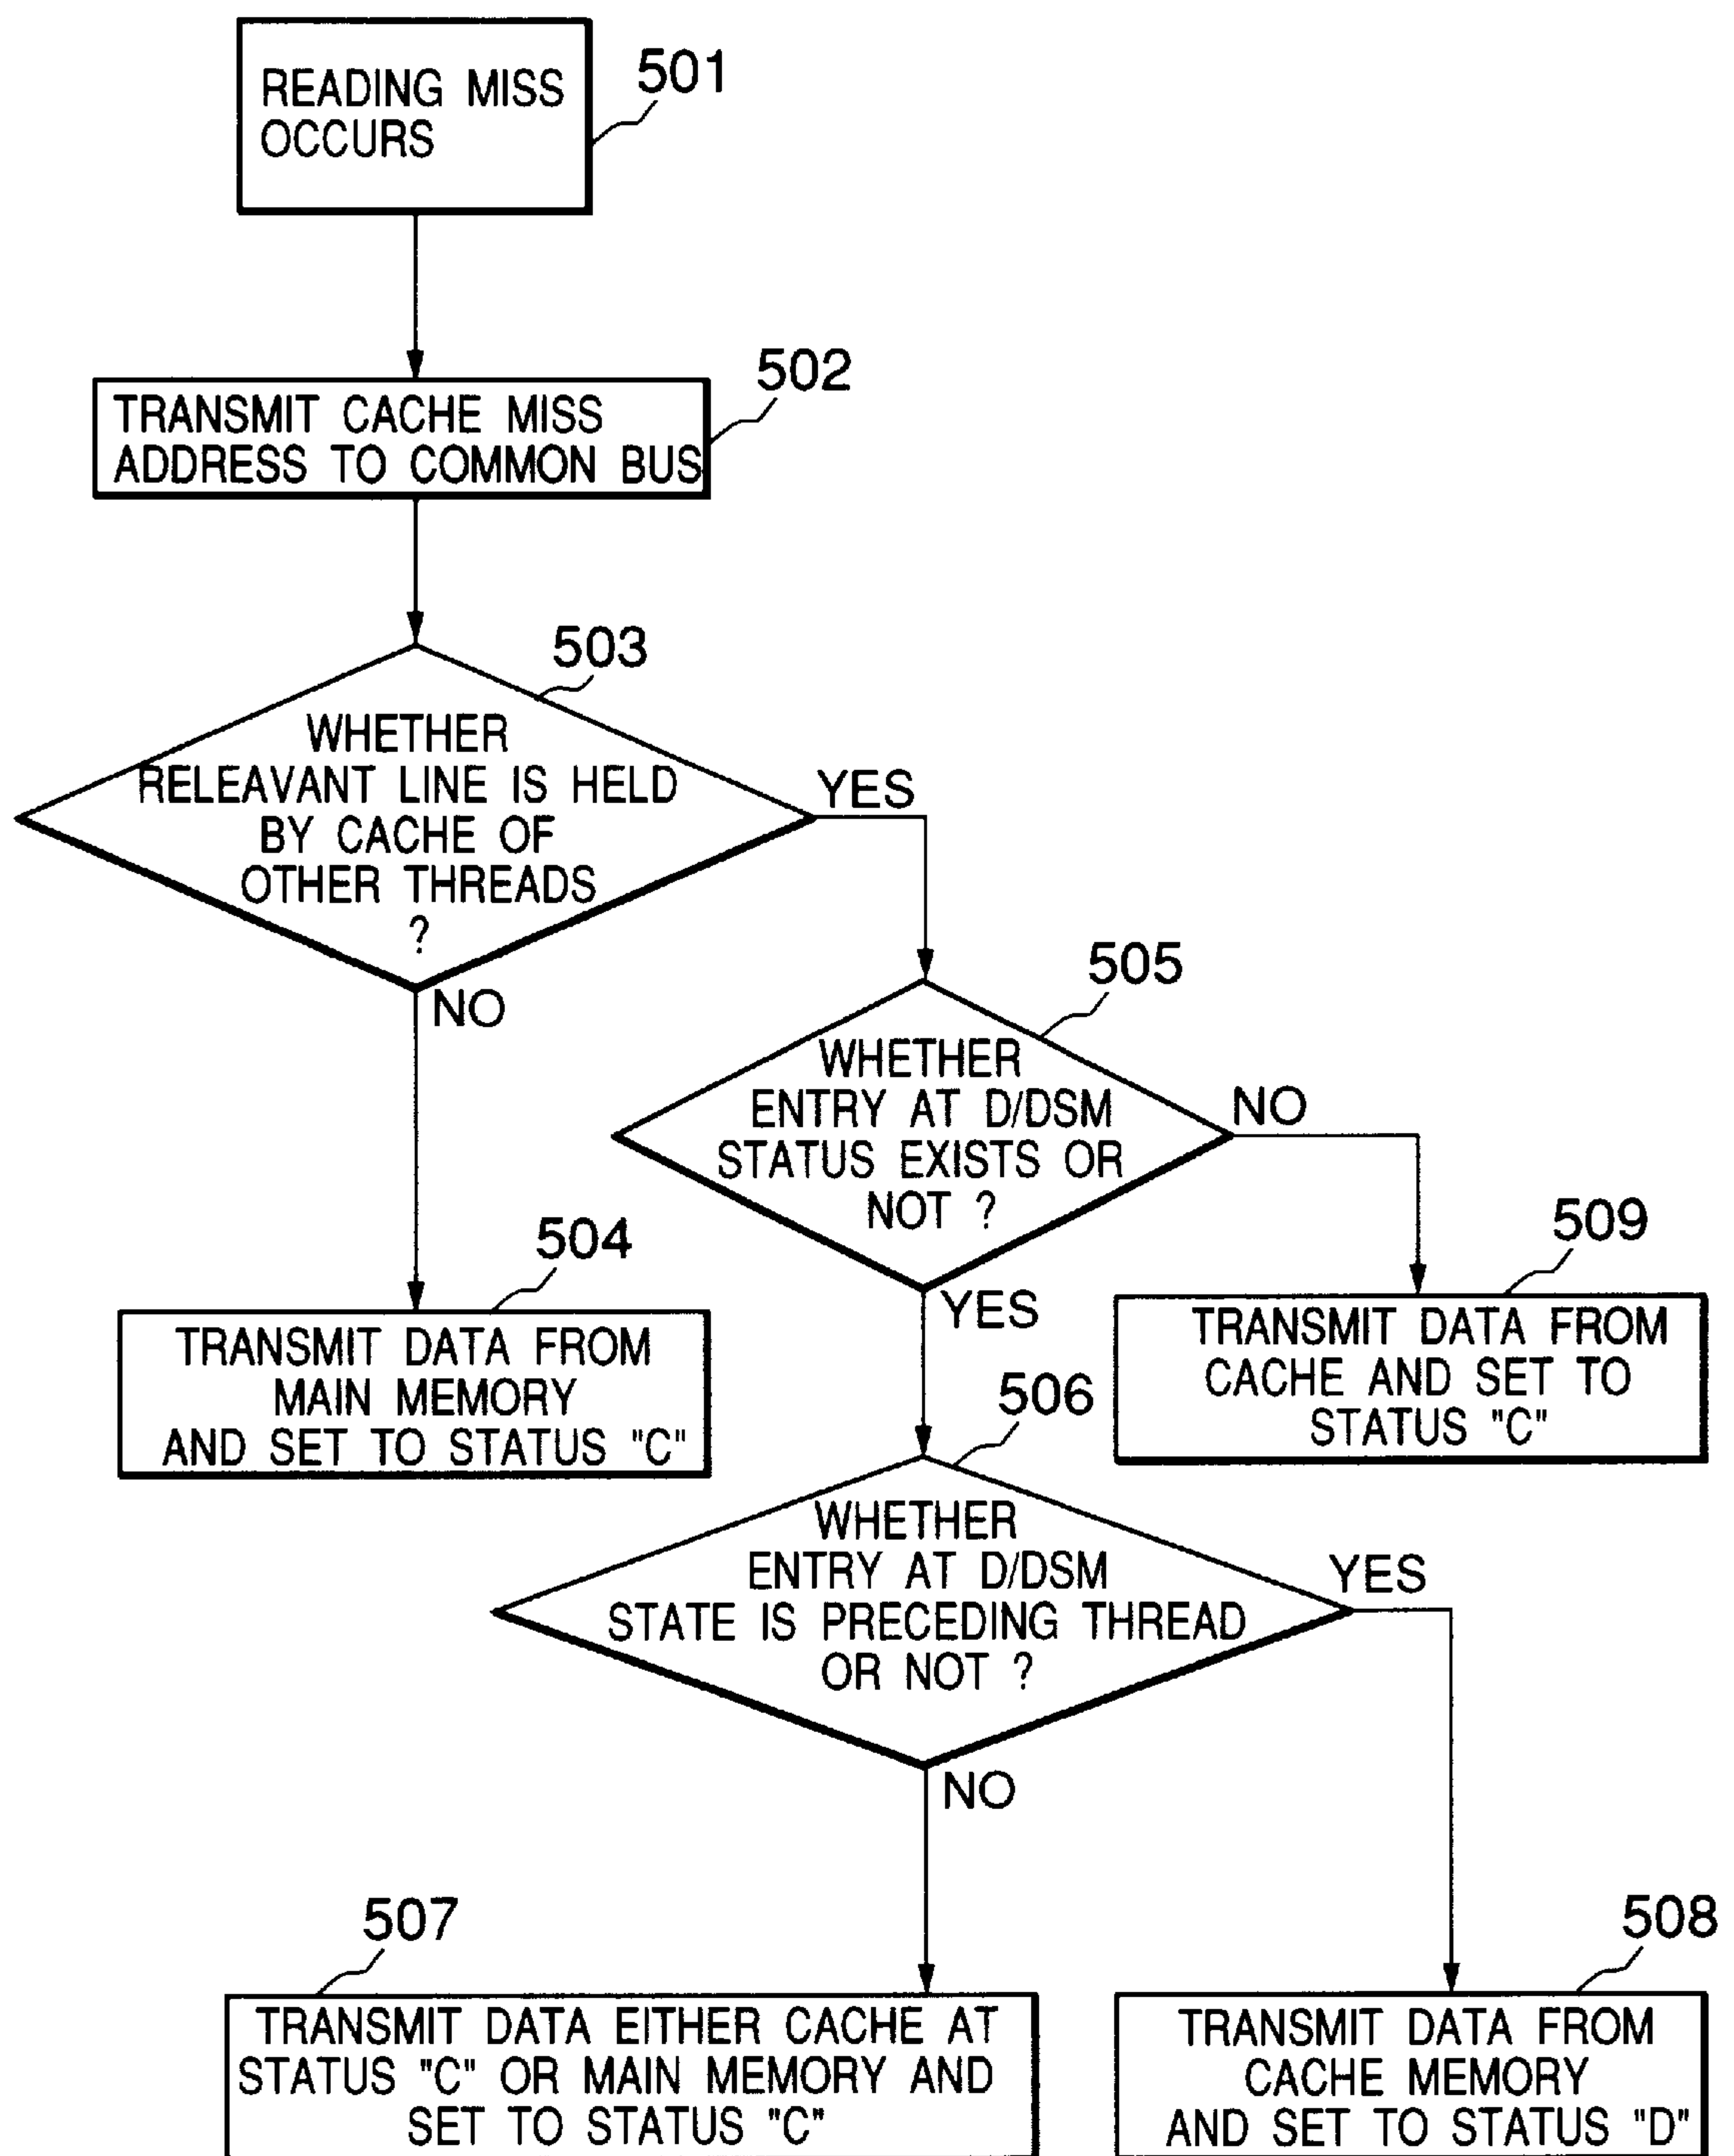 READING MISS
OCCURS
501
TRANSMIT CACHE MISS
ADDRESS TO COMMON BUS
502
503
WHETHER
RELEAVANT LINE IS HELD
BY CACHE OF
OTHER THREADS
?
YES
NO
505
WHETHER
ENTRY AT D/DSM
STATUS EXISTS OR
NOT ?
NO
YES
504
TRANSMIT DATA FROM
MAIN MEMORY
AND SET TO STATUS "C"
509
TRANSMIT DATA FROM
CACHE AND SET TO
STATUS "C"
506
WHETHER
ENTRY AT D/DSM
STATE IS PRECEDING THREAD
OR NOT ?
YES
NO
507
TRANSMIT DATA EITHER CACHE AT
STATUS "C" OR MAIN MEMORY AND
SET TO STATUS "C"
508
TRANSMIT DATA FROM
CACHE MEMORY
AND SET TO STATUS "D"